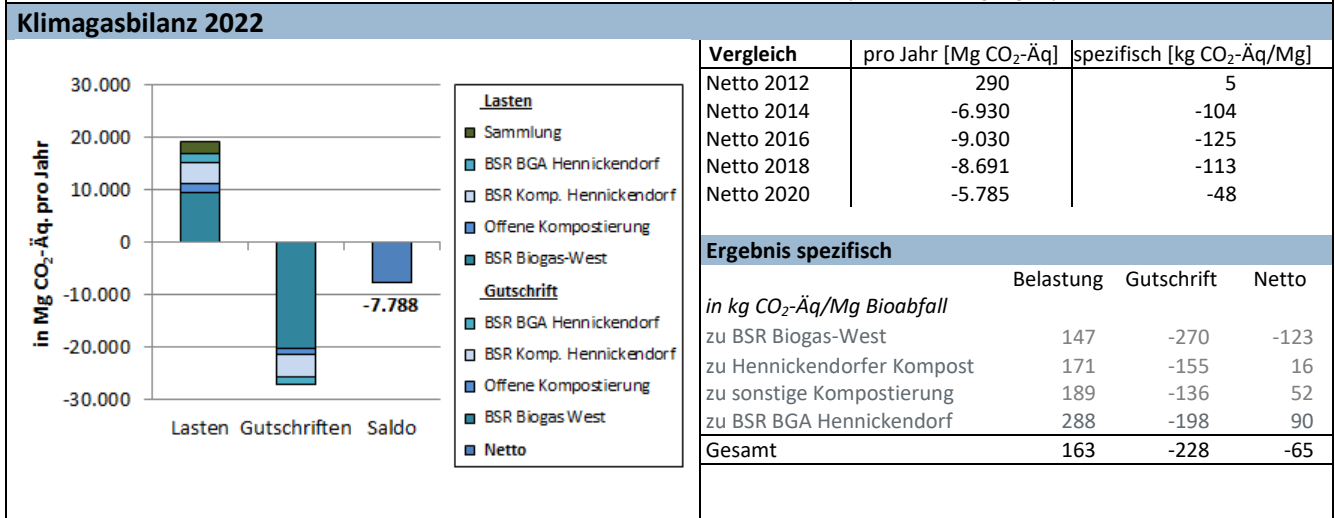 Klimagasbilanz 2022
in Mg CO₂-Äq. pro Jahr
30.000
20.000
10.000
0
-10.000
-20.000
-30.000
-7.788
Lasten Gutschriften Saldo
Lasten
Sammlung
BSR BGA Hennickendorf
BSR Komp. Hennickendorf
Offene Kompostierung
BSR Biogas-West
Gutschrift
BSR BGA Hennickendorf
BSR Komp. Hennickendorf
Offene Kompostierung
BSR Biogas West
Netto
Vergleich pro Jahr [Mg CO₂-Äq] spezifisch [kg CO₂-Äq/Mg]
Netto 2012 290 5
Netto 2014 -6.930 -104
Netto 2016 -9.030 -125
Netto 2018 -8.691 -113
Netto 2020 -5.785 -48
Ergebnis spezifisch
Belastung Gutschrift Netto
in kg CO₂-Äq/Mg Bioabfall
zu BSR Biogas-West 147 -270 -123
zu Hennickendorfer Kompost 171 -155 16
zu sonstige Kompostierung 189 -136 52
zu BSR BGA Hennickendorf 288 -198 90
Gesamt 163 -228 -65